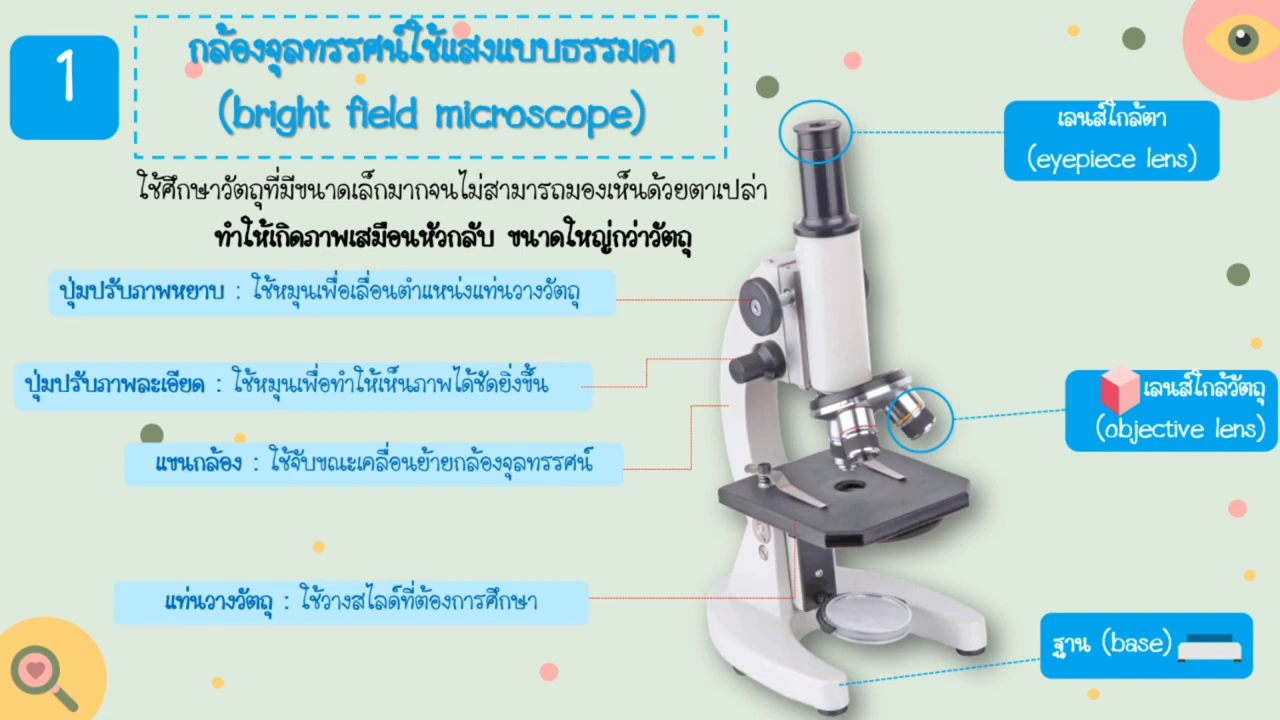 1
กล้องจุลทรรศน์ใช้แสงแบบธรรมดา
(bright field microscope)
ใช้ศึกษาวัตถุที่มีขนาดเล็กมากจนไม่สามารถมองเห็นด้วยตาเปล่า
ทำให้เกิดภาพเสมือนหัวกลับ ขนาดใหญ่กว่าวัตถุ
เลนส์ใกล้ตา
(eyepiece lens)
ปุ่มปรับภาพหยาบ : ใช้หมุนเพื่อเลื่อนตำแหน่งแท่นวางวัตถุ
ปุ่มปรับภาพละเอียด : ใช้หมุนเพื่อทำให้เห็นภาพได้ชัดยิ่งขึ้น
เลนส์ใกล้วัตถุ
(objective lens)
แขนกล้อง : ใช้จับขณะเคลื่อนย้ายกล้องจุลทรรศน์
แท่นวางวัตถุ : ใช้วางสไลด์ที่ต้องการศึกษา
ฐาน (base)